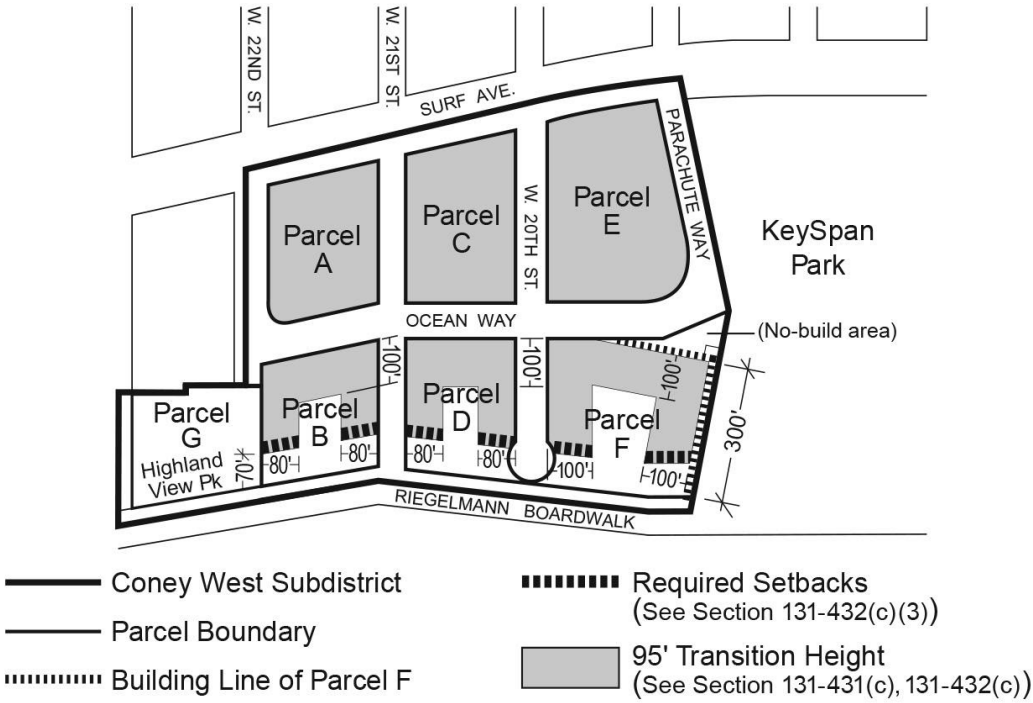 W. 22ND ST.
W. 21ST ST.
SURF AVE.
PARACHUTE WAY
Parcel
A
Parcel
C
W. 20TH ST.
Parcel
E
KeySpan
Park
OCEAN WAY
(No-build area)
100'
100'
100'
300'
Parcel
G
Highland
View Pk
70'
Parcel
B
80'
80'
Parcel
D
80'
80'
Parcel
F
100'
100'
RIEGELMANN BOARDWALK
Coney West Subdistrict
Parcel Boundary
Building Line of Parcel F
Required Setbacks
(See Section 131-432(c)(3))
95' Transition Height
(See Sections 131-431(c), 131-432(c))